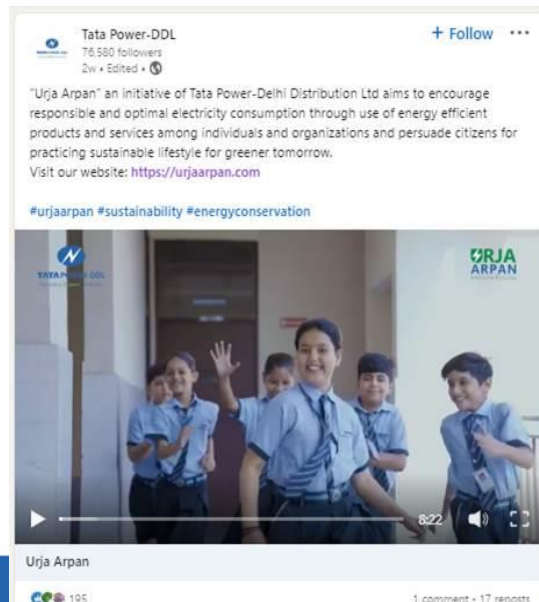 Tata Power-DDL
+ Follow
76,580 followers
2w • Edited •
"Urja Arpan" an initiative of Tata Power-Delhi Distribution Ltd aims to encourage
responsible and optimal electricity consumption through use of energy efficient
products and services among individuals and organizations and persuade citizens for
practicing sustainable lifestyle for greener tomorrow.
Visit our website: https://urjaarpan.com
#urjaarpan #sustainability #energyconservation
TATA POWER-DDL
URJA
ARPAN
8:22
Urja Arpan
195
1 comment • 17 reposts